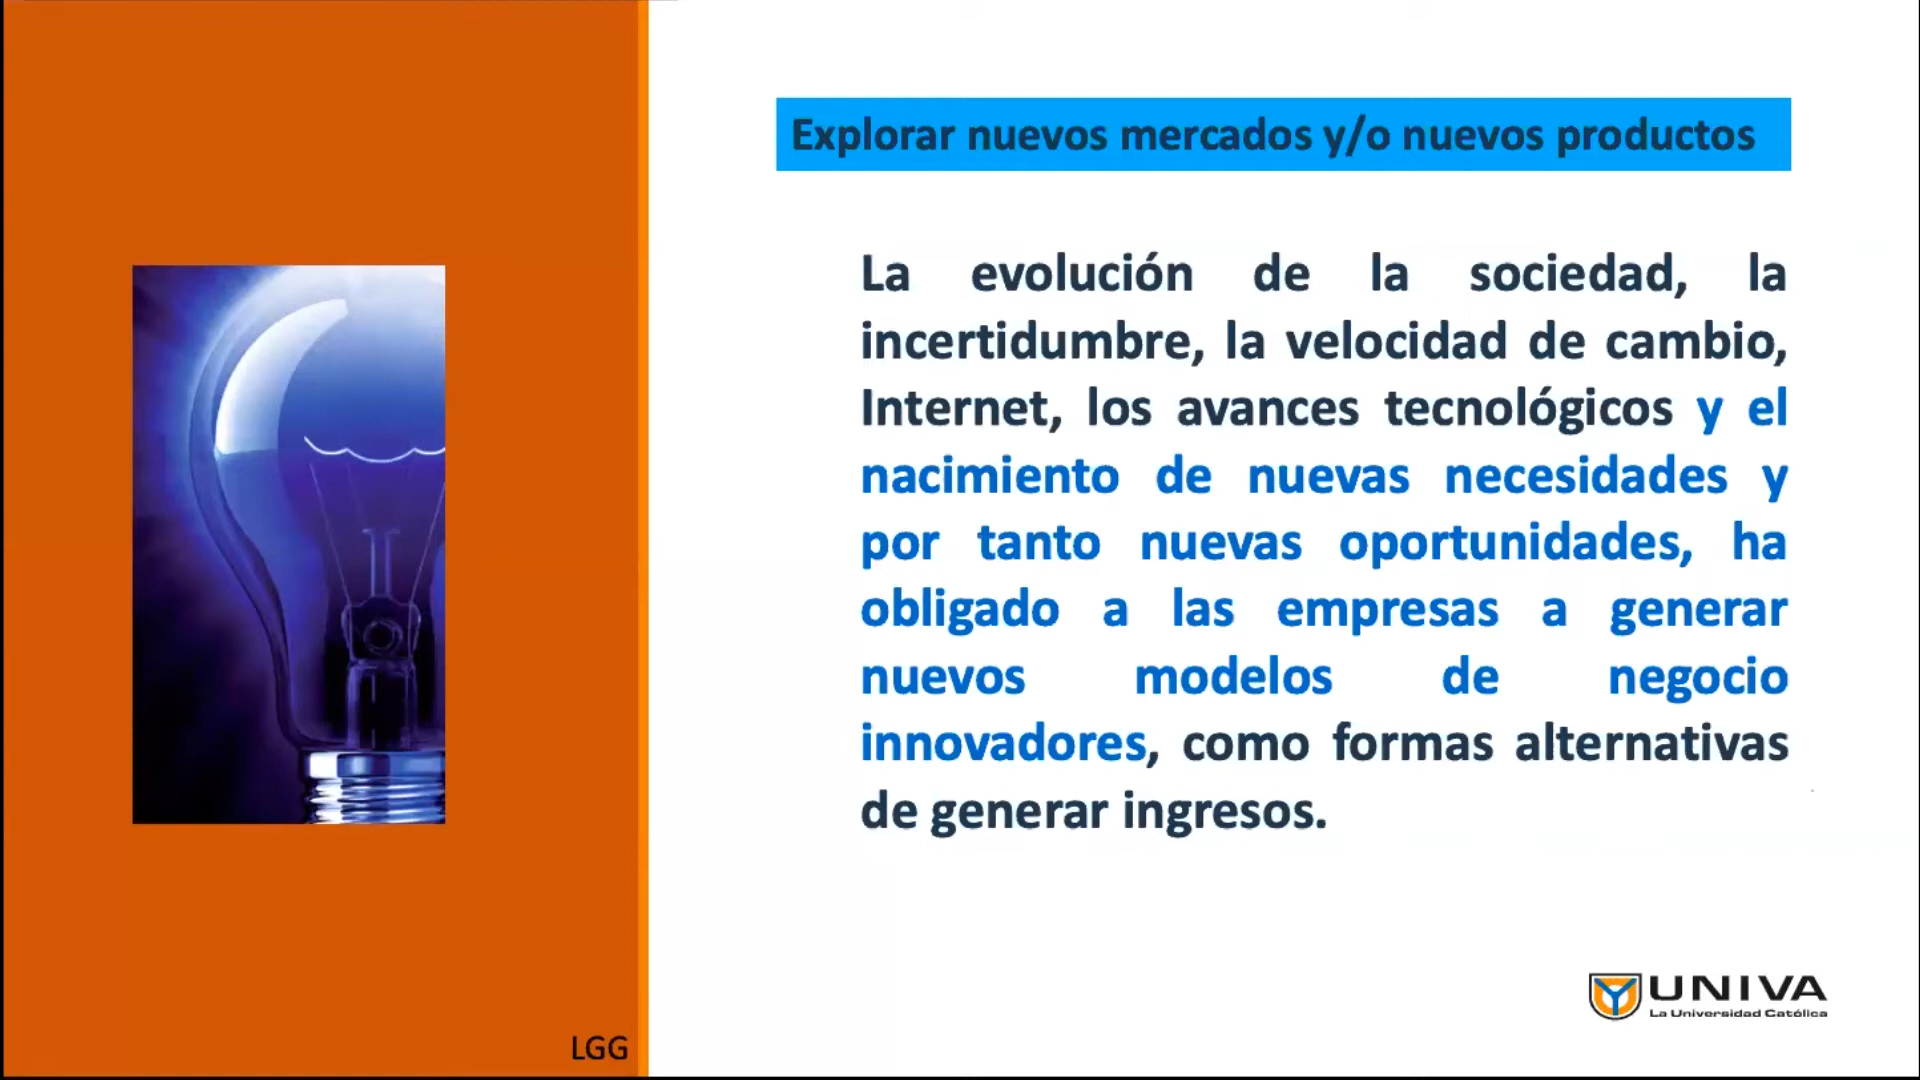 Explorar nuevos mercados y/o nuevos productos
La evolución de la sociedad, la
incertidumbre, la velocidad de cambio,
Internet, los avances tecnológicos y el
nacimiento de nuevas necesidades y
por tanto nuevas oportunidades, ha
obligado a las empresas a generar
nuevos modelos de negocio
innovadores, como formas alternativas
de generar ingresos.
UNIVA
La Universidad Católica
LGG